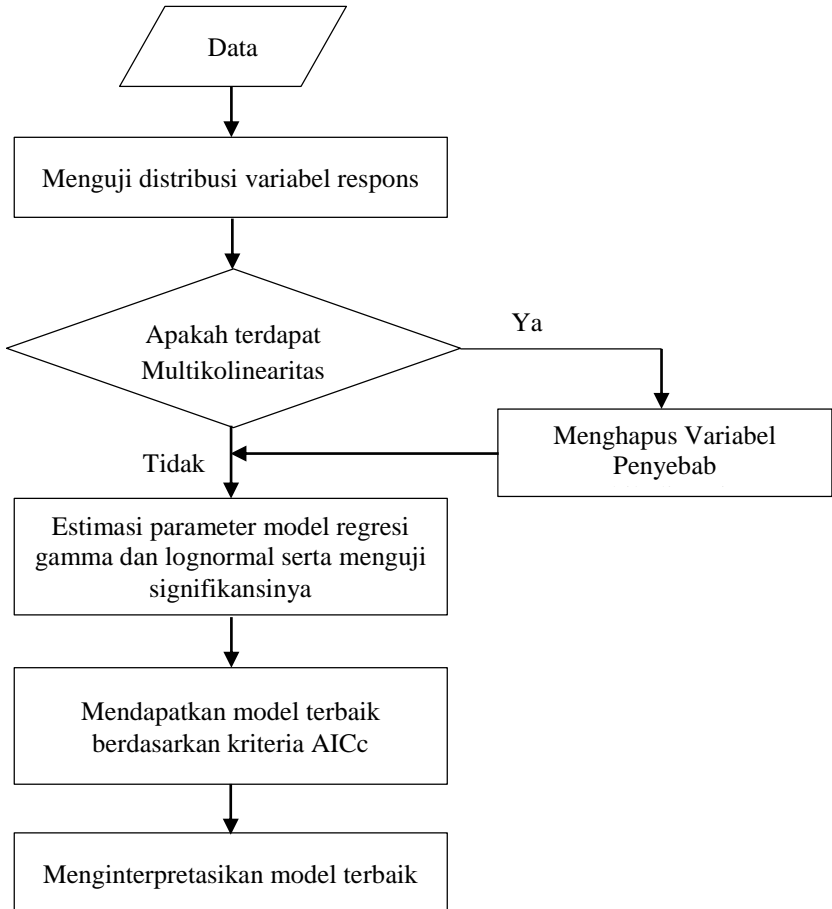 Data
Menguji distribusi variabel respons
Apakah terdapat
Multikolinearitas
Ya
Menghapus Variabel
Penyebab
Tidak
Estimasi parameter model regresi
gamma dan lognormal serta menguji
signifikansinya
Mendapatkan model terbaik
berdasarkan kriteria AICc
Menginterpretasikan model terbaik